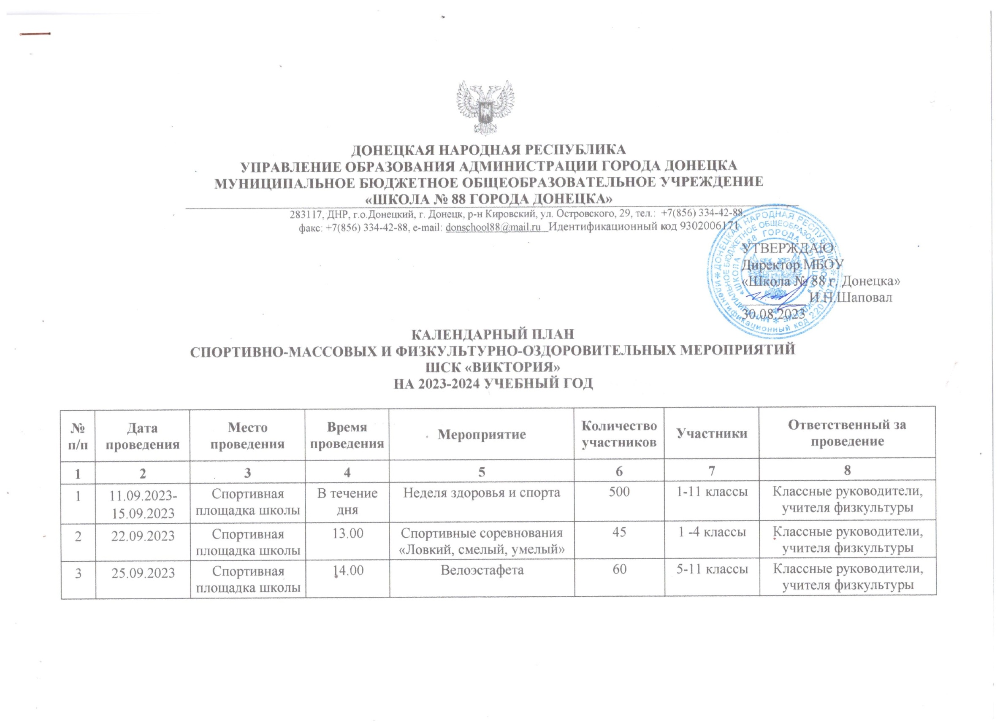 ДОНЕЦКАЯ НАРОДНАЯ РЕСПУБЛИКА
УПРАВЛЕНИЕ ОБРАЗОВАНИЯ АДМИНИСТРАЦИИ ГОРОДА ДОНЕЦКА
МУНИЦИПАЛЬНОЕ БЮДЖЕТНОЕ ОБЩЕОБРАЗОВАТЕЛЬНОЕ УЧРЕЖДЕНИЕ
«ШКОЛА № 88 ГОРОДА ДОНЕЦКА»
283117, ДНР, г.о.Донецкий, г. Донецк, р-н Кировский, ул. Островского, 29, тел.: +7(856) 334-42-88,
факс: +7(856) 334-42-88, e-mail: donschool88@mail.ru Идентификационный код 9302006171
УТВЕРЖДАЮ:
Директор МБОУ
«Школа № 88 г. Донецка»
И.Н.Шаповал
30.08.2023
ДОНЕЦКАЯ НАРОДНАЯ РЕСПУБЛИКА
МУНИЦИПАЛЬНОЕ БЮДЖЕТНОЕ ОБЩЕОБРАЗОВАТЕЛЬНОЕ УЧРЕЖДЕНИЕ
«ШКОЛА №88 ГОРОДА ДОНЕЦКА»
Идентификационный код
КАЛЕНДАРНЫЙ ПЛАН
СПОРТИВНО-МАССОВЫХ И ФИЗКУЛЬТУРНО-ОЗДОРОВИТЕЛЬНЫХ МЕРОПРИЯТИЙ
ШСК «ВИКТОРИЯ»
НА 2023-2024 УЧЕБНЫЙ ГОД
№ п/п Дата проведения Место проведения Время проведения Мероприятие Количество участников Участники Ответственный за проведение
1 2 3 4 5 6 7 8
1 11.09.2023- Спортивная В течение Неделя здоровья и спорта 500 1-11 классы Классные руководители,
15.09.2023 площадка школы дня учителя физкультуры
2 22.09.2023 Спортивная 13.00 Спортивные соревнования 45 1 -4 классы Классные руководители,
площадка школы «Ловкий, смелый, умелый» учителя физкультуры
3 25.09.2023 Спортивная 14.00 Велоэстафета 60 5-11 классы Классные руководители,
площадка школы учителя физкультуры